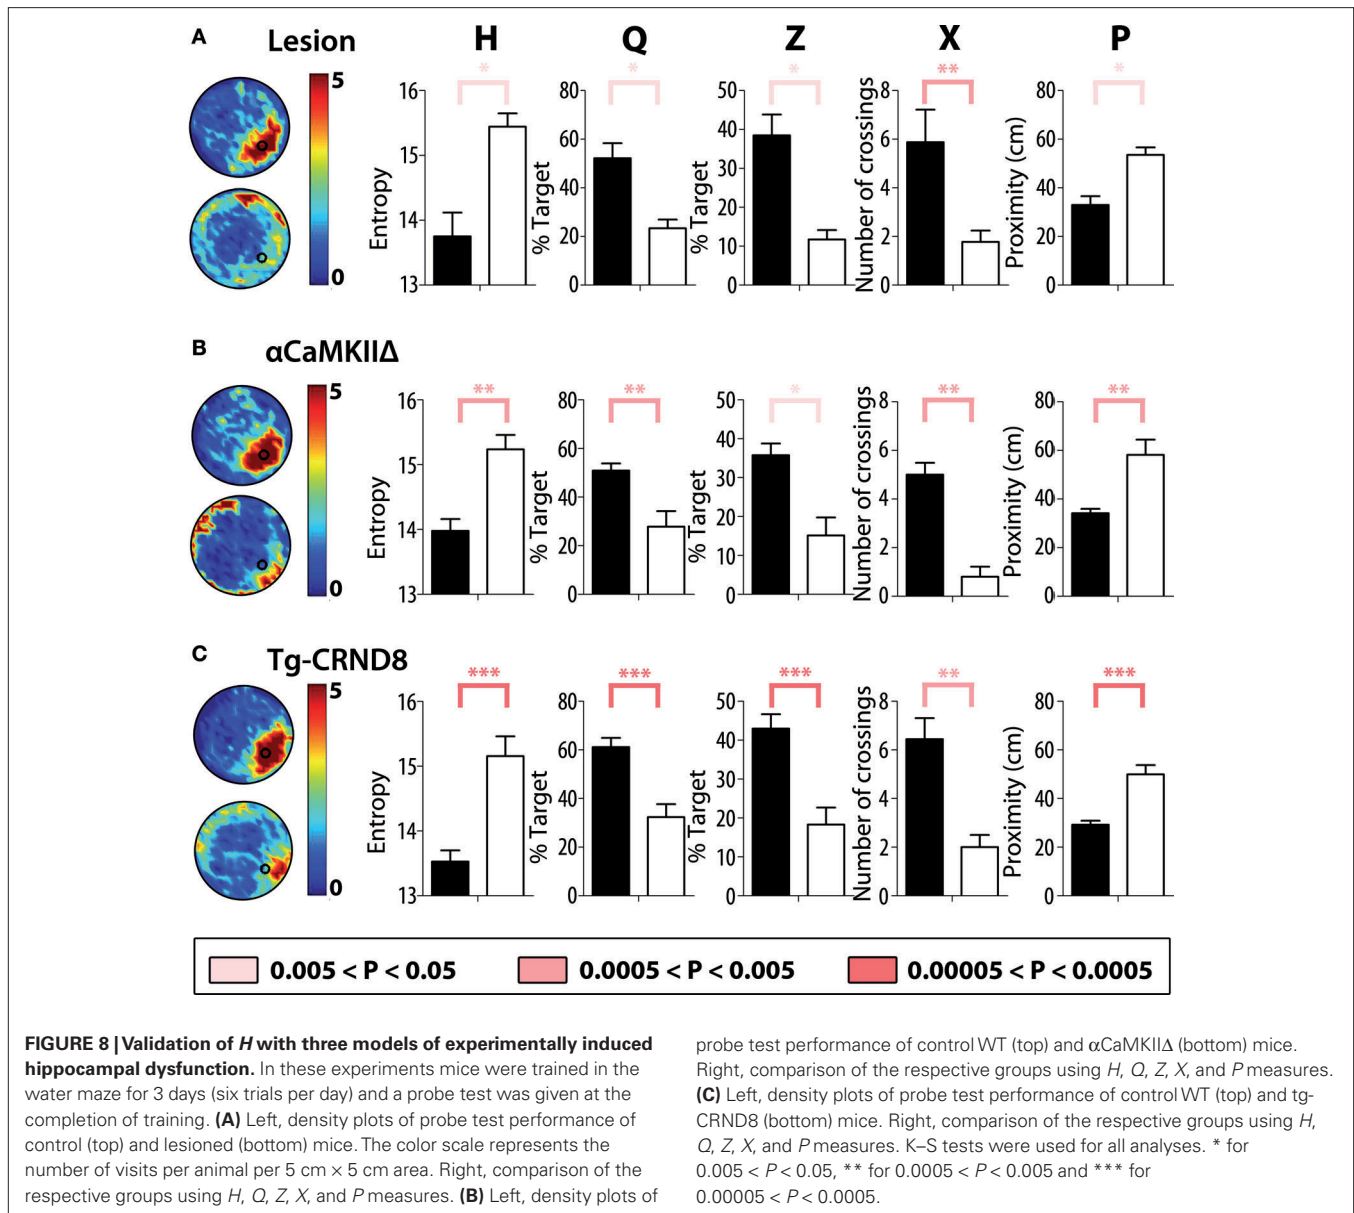 A Lesion H Q Z X P
5
0
* * * ** *
16
15
14
13
Entropy
80
60
40
20
0
% Target
50
40
30
20
10
0
% Target
8
6
4
2
0
Number of crossings
80
60
40
20
0
Proximity (cm)
B αCaMKIIΔ
5
0
** ** * ** **
16
15
14
13
Entropy
80
60
40
20
0
% Target
50
40
30
20
10
0
% Target
8
6
4
2
0
Number of crossings
80
60
40
20
0
Proximity (cm)
C Tg-CRND8
5
0
*** *** *** ** ***
16
15
14
13
Entropy
80
60
40
20
0
% Target
50
40
30
20
10
0
% Target
8
6
4
2
0
Number of crossings
80
60
40
20
0
Proximity (cm)
0.005 < P < 0.05 0.0005 < P < 0.005 0.00005 < P < 0.0005
FIGURE 8 | Validation of H with three models of experimentally induced
hippocampal dysfunction. In these experiments mice were trained in the
water maze for 3 days (six trials per day) and a probe test was given at the
completion of training. (A) Left, density plots of probe test performance of
control (top) and lesioned (bottom) mice. The color scale represents the
number of visits per animal per 5 cm × 5 cm area. Right, comparison of the
respective groups using H, Q, Z, X, and P measures. (B) Left, density plots of
probe test performance of control WT (top) and αCaMKIIΔ (bottom) mice.
Right, comparison of the respective groups using H, Q, Z, X, and P measures.
(C) Left, density plots of probe test performance of control WT (top) and tg-
CRND8 (bottom) mice. Right, comparison of the respective groups using H,
Q, Z, X, and P measures. K–S tests were used for all analyses. * for
0.005 < P < 0.05, ** for 0.0005 < P < 0.005 and *** for
0.00005 < P < 0.0005.